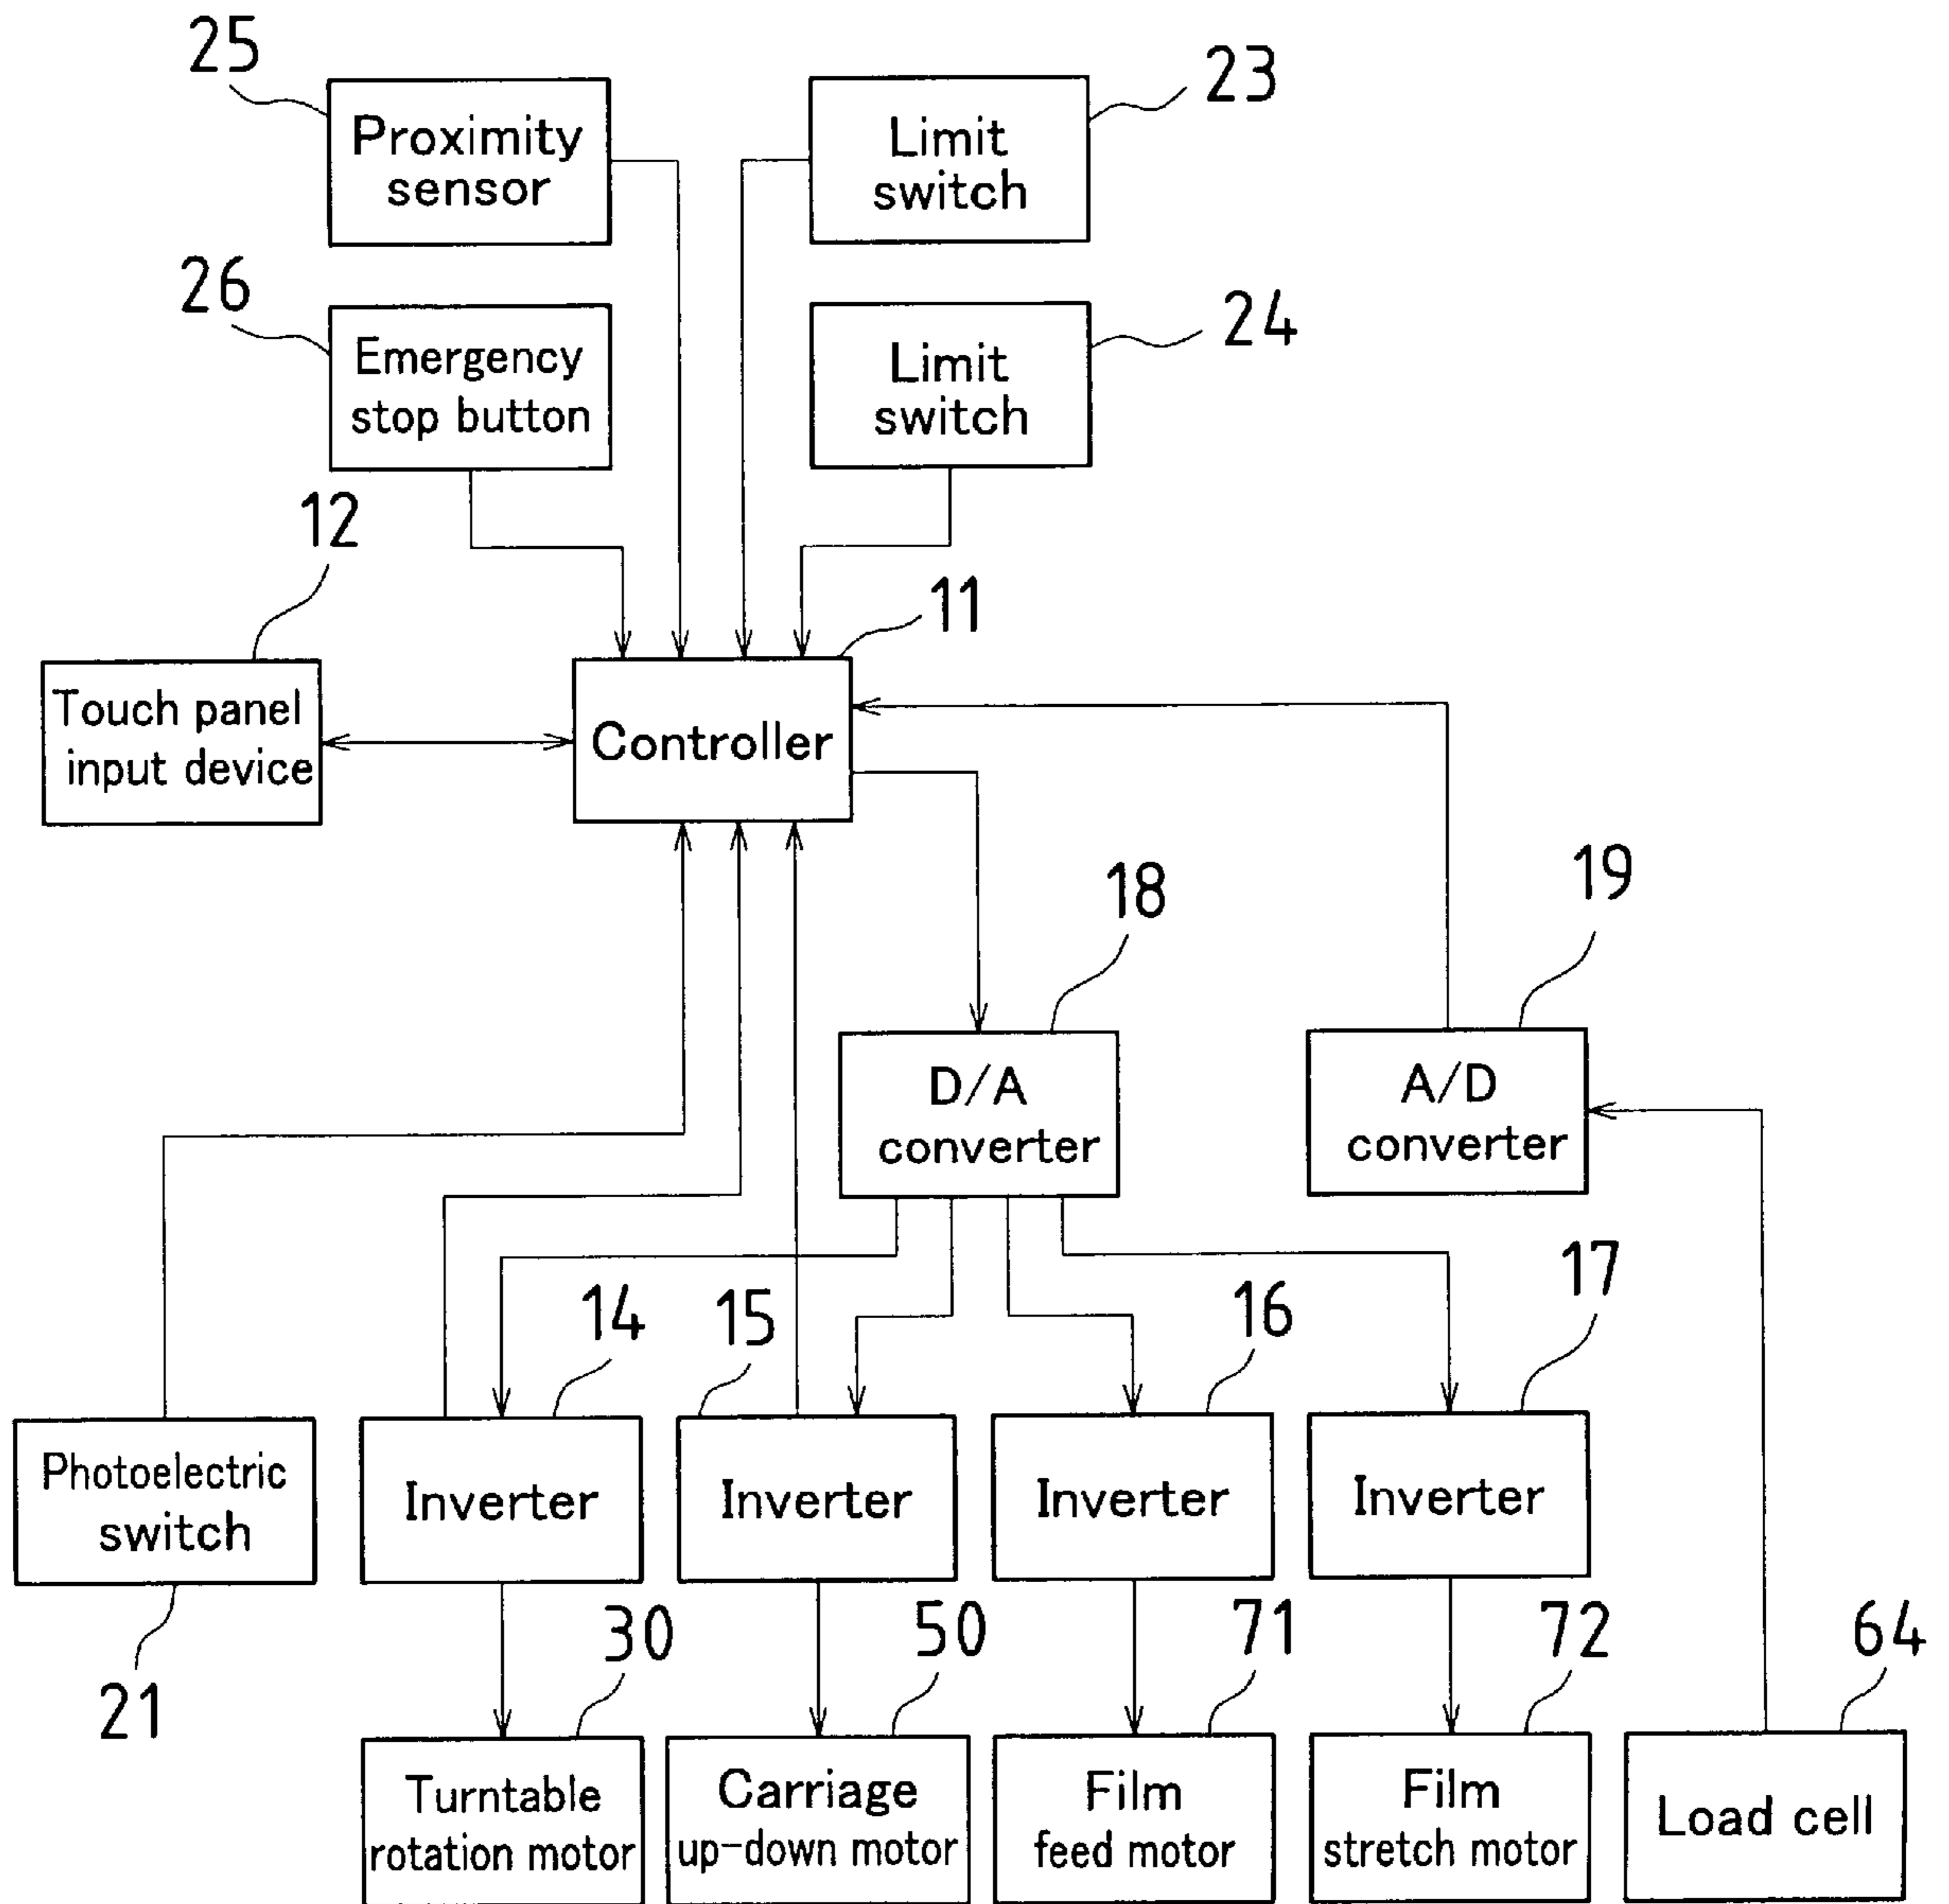 25
Proximity
sensor
23
Limit
switch
26
Emergency
stop button
24
Limit
switch
12
Touch panel
input device
11
Controller
18
D/A
converter
19
A/D
converter
14
15
16
17
Photoelectric
switch
21
Inverter
Inverter
Inverter
Inverter
30
Turntable
rotation motor
50
Carriage
up-down motor
71
Film
feed motor
72
Film
stretch motor
64
Load cell